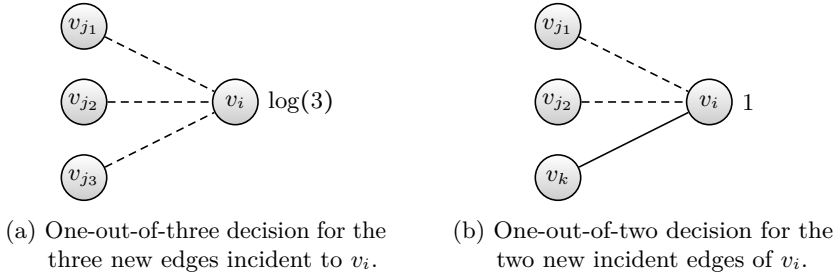 v_{j_1}
v_{j_2}
v_{j_3}
v_i
log(3)
v_{j_1}
v_{j_2}
v_k
v_i
1
(a) One-out-of-three decision for the
three new edges incident to v_i.
(b) One-out-of-two decision for the
two new incident edges of v_i.